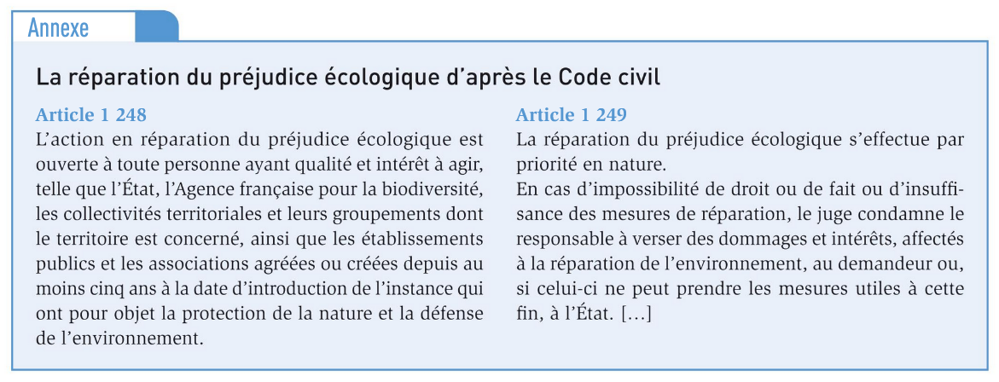 Annexe
La réparation du préjudice écologique d’après le Code civil
Article 1 248
L’action en réparation du préjudice écologique est
ouverte à toute personne ayant qualité et intérêt à agir,
telle que l’État, l’Agence française pour la biodiversité,
les collectivités territoriales et leurs groupements dont
le territoire est concerné, ainsi que les établissements
publics et les associations agréées ou créées depuis au
moins cinq ans à la date d’introduction de l’instance qui
ont pour objet la protection de la nature et la défense
de l’environnement.
Article 1 249
La réparation du préjudice écologique s’effectue par
priorité en nature.
En cas d’impossibilité de droit ou de fait ou d’insuffi-
sance des mesures de réparation, le juge condamne le
responsable à verser des dommages et intérêts, affectés
à la réparation de l’environnement, au demandeur ou,
si celui-ci ne peut prendre les mesures utiles à cette
fin, à l’État. […]